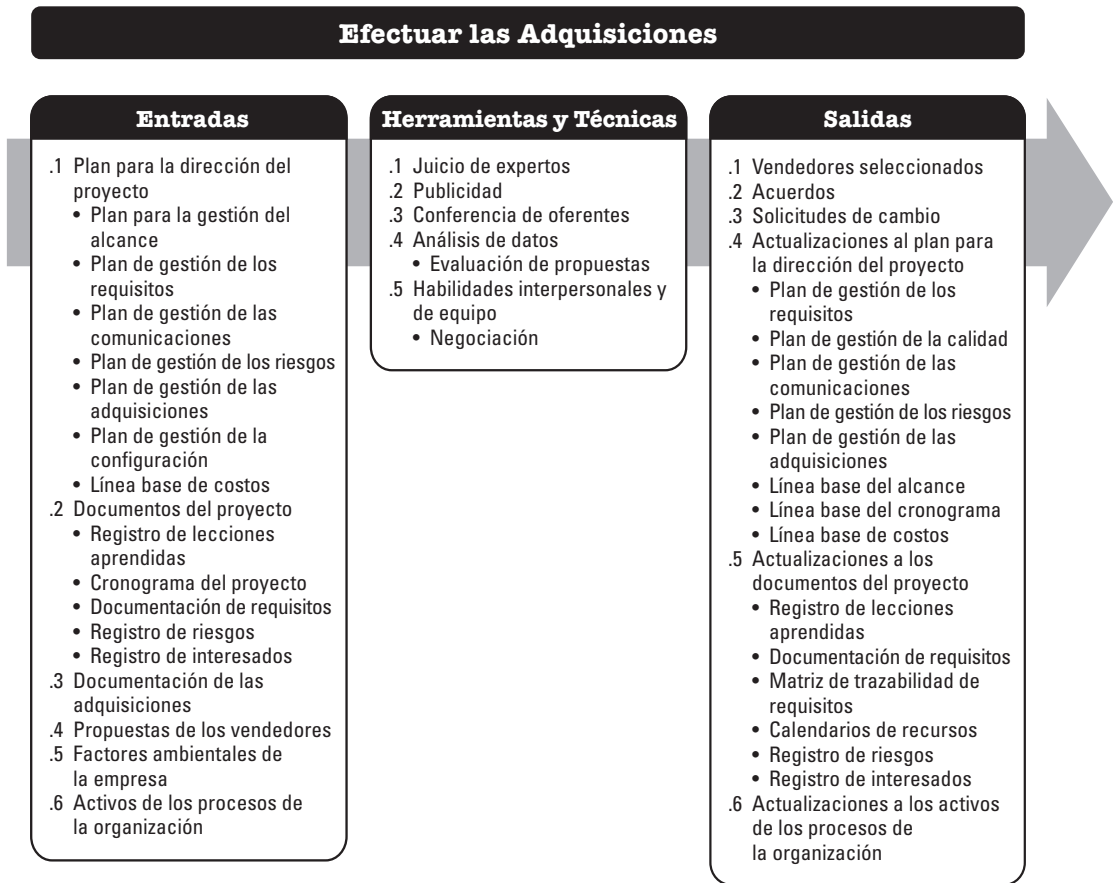 Efectuar las Adquisiciones
Entradas
.1 Plan para la dirección del
proyecto
• Plan para la gestión del
alcance
• Plan de gestión de los
requisitos
• Plan de gestión de las
comunicaciones
• Plan de gestión de los riesgos
• Plan de gestión de las
adquisiciones
• Plan de gestión de la
configuración
• Línea base de costos
.2 Documentos del proyecto
• Registro de lecciones
aprendidas
• Cronograma del proyecto
• Documentación de requisitos
• Registro de riesgos
• Registro de interesados
.3 Documentación de las
adquisiciones
.4 Propuestas de los vendedores
.5 Factores ambientales de
la empresa
.6 Activos de los procesos de
la organización
Herramientas y Técnicas
.1 Juicio de expertos
.2 Publicidad
.3 Conferencia de oferentes
.4 Análisis de datos
• Evaluación de propuestas
.5 Habilidades interpersonales y
de equipo
• Negociación
Salidas
.1 Vendedores seleccionados
.2 Acuerdos
.3 Solicitudes de cambio
.4 Actualizaciones al plan para
la dirección del proyecto
• Plan de gestión de los
requisitos
• Plan de gestión de la calidad
• Plan de gestión de las
comunicaciones
• Plan de gestión de los riesgos
• Plan de gestión de las
adquisiciones
• Línea base del alcance
• Línea base del cronograma
• Línea base de costos
.5 Actualizaciones a los
documentos del proyecto
• Registro de lecciones
aprendidas
• Documentación de requisitos
• Matriz de trazabilidad de
requisitos
• Calendarios de recursos
• Registro de riesgos
• Registro de interesados
.6 Actualizaciones a los activos
de los procesos de
la organización